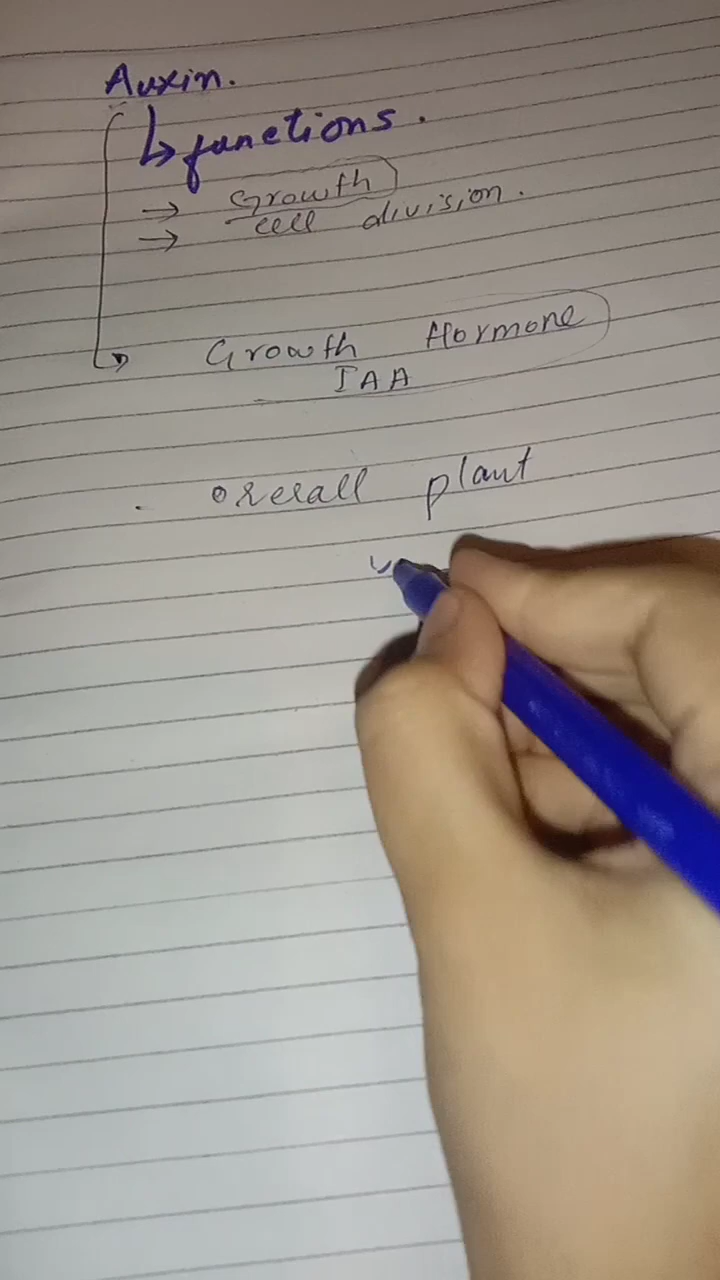 Auxin.
↳ functions.
→ Growth
→ cell division.
Growth Hormone
IAA
. overall plant